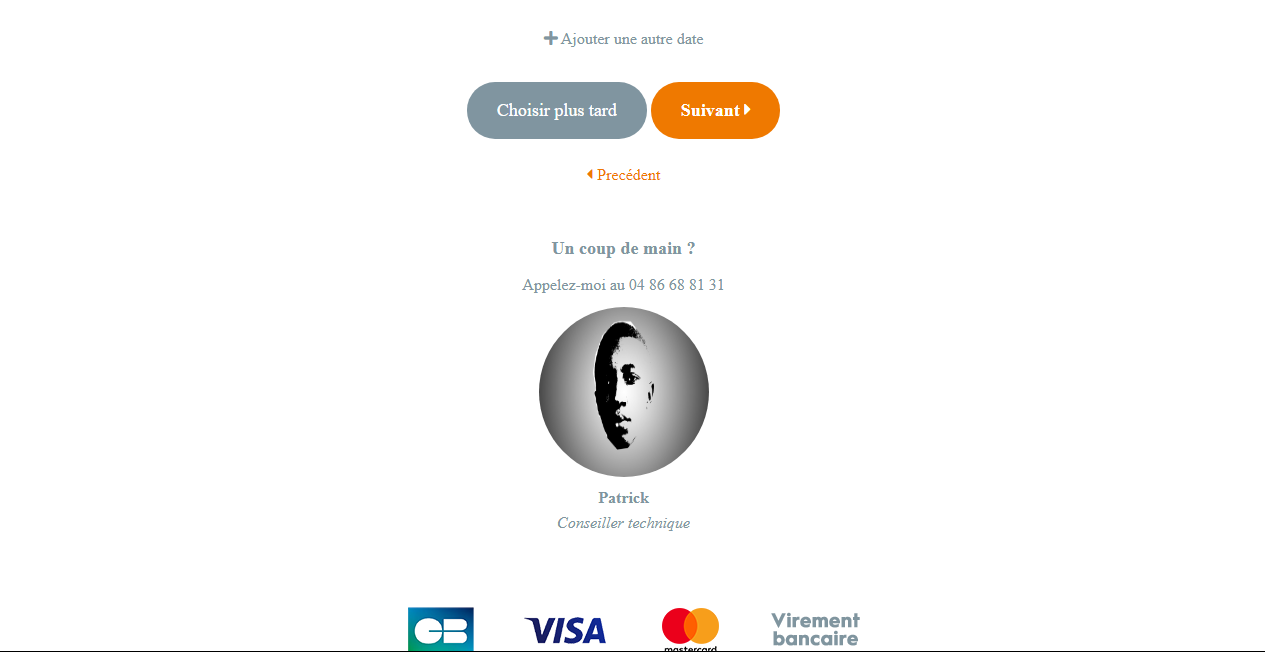 Ajouter une autre date
Choisir plus tard
Suivant
Precédent
Un coup de main ?
Appelez-moi au 04 86 68 81 31
Patrick
Conseiller technique
CB VISA mastercard Virement
bancaire